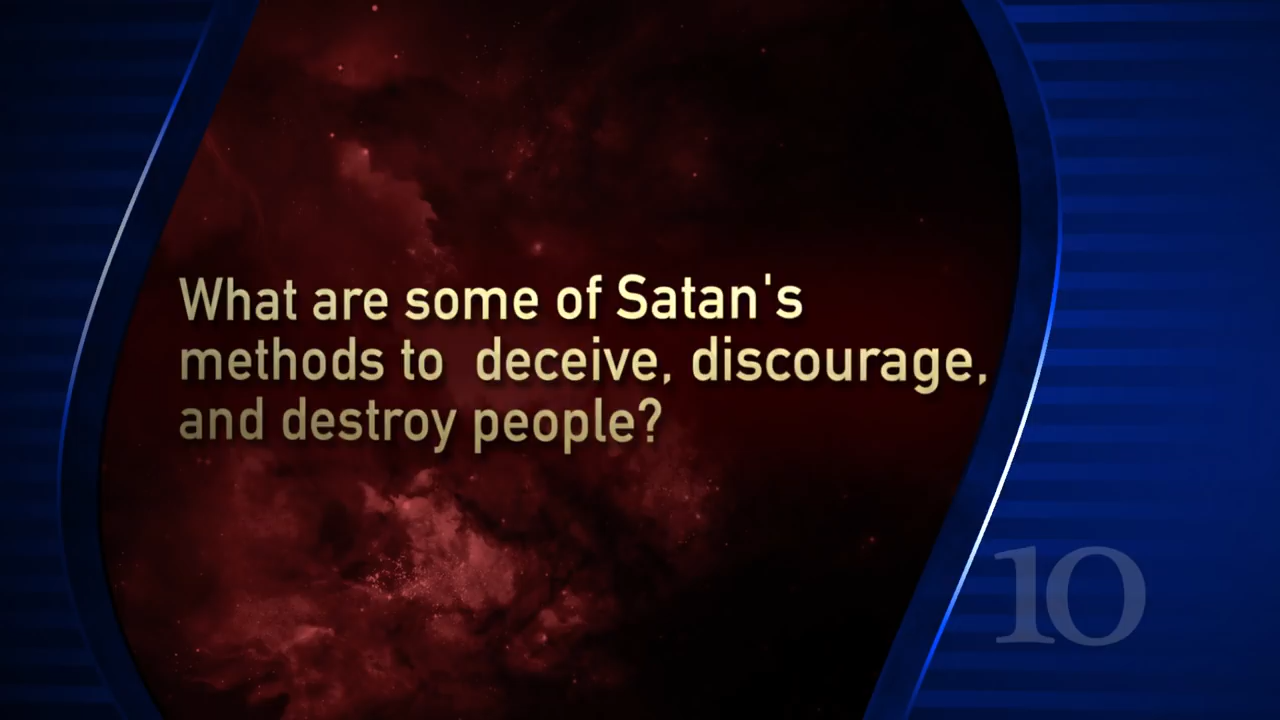 What are some of Satan's
methods to deceive, discourage,
and destroy people?
10